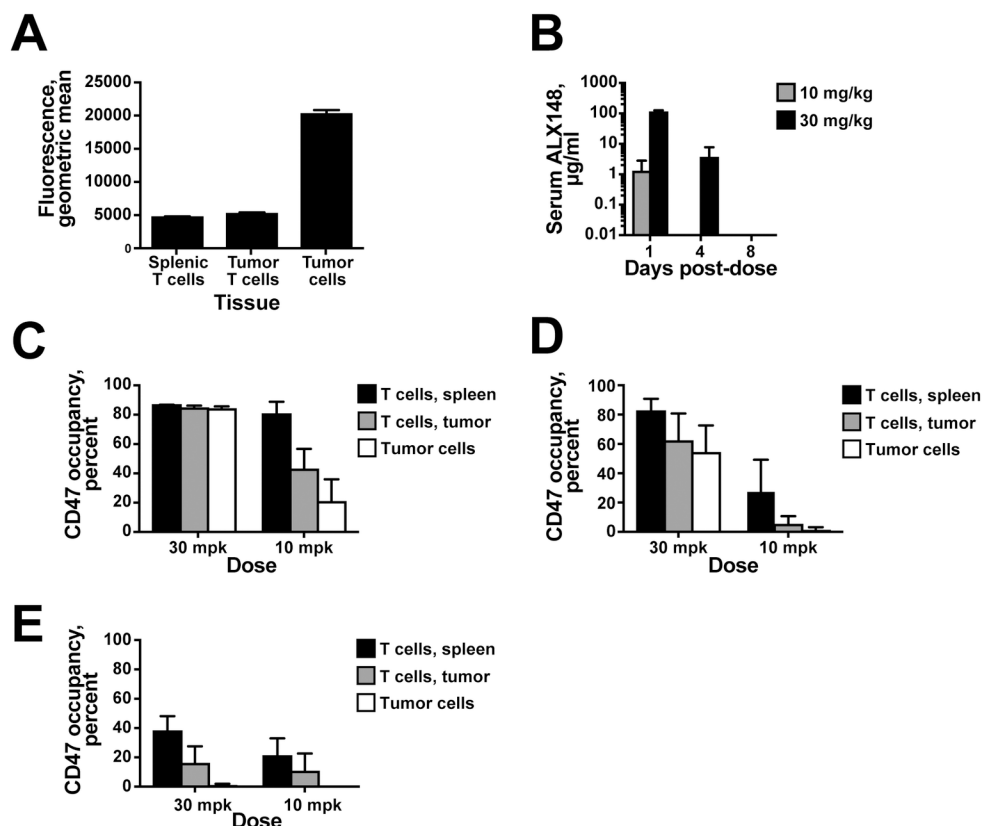 A
Fluorescence,
geometric mean
25000
20000
15000
10000
5000
0
Splenic
T cells
Tumor
T cells
Tumor
cells
Tissue
B
Serum ALX148,
µg/ml
1000
100
10
1
0.1
0.01
1
4
8
Days post-dose
10 mg/kg
30 mg/kg
C
CD47 occupancy,
percent
100
80
60
40
20
0
30 mpk
10 mpk
Dose
T cells, spleen
T cells, tumor
Tumor cells
D
CD47 occupancy,
percent
100
80
60
40
20
0
30 mpk
10 mpk
Dose
T cells, spleen
T cells, tumor
Tumor cells
E
CD47 occupancy,
percent
100
80
60
40
20
0
30 mpk
10 mpk
Dose
T cells, spleen
T cells, tumor
Tumor cells